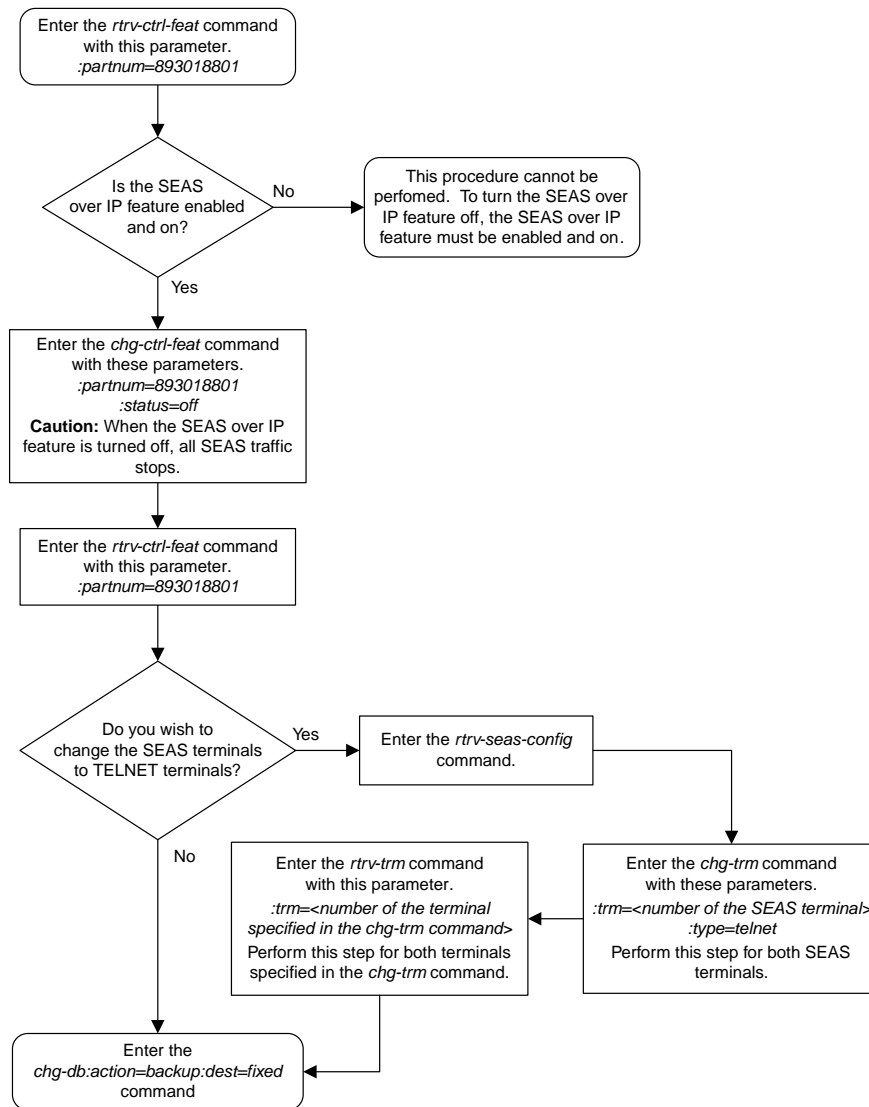 Enter the rtrv-ctrl-feat command
with this parameter.
:partnum=893018801
Is the SEAS
over IP feature enabled
and on?
No
This procedure cannot be
perfomed. To turn the SEAS over
IP feature off, the SEAS over IP
feature must be enabled and on.
Yes
Enter the chg-ctrl-feat command
with these parameters.
:partnum=893018801
:status=off
Caution: When the SEAS over IP
feature is turned off, all SEAS traffic
stops.
Enter the rtrv-ctrl-feat command
with this parameter.
:partnum=893018801
Do you wish to
change the SEAS terminals
to TELNET terminals?
Yes
Enter the rtrv-seas-config
command.
No
Enter the chg-trm command
with these parameters.
:trm=<number of the SEAS terminal>
:type=telnet
Perform this step for both SEAS
terminals.
Enter the rtrv-trm command
with this parameter.
:trm=<number of the terminal
specified in the chg-trm command>
Perform this step for both terminals
specified in the chg-trm command.
Enter the
chg-db:action=backup:dest=fixed
command